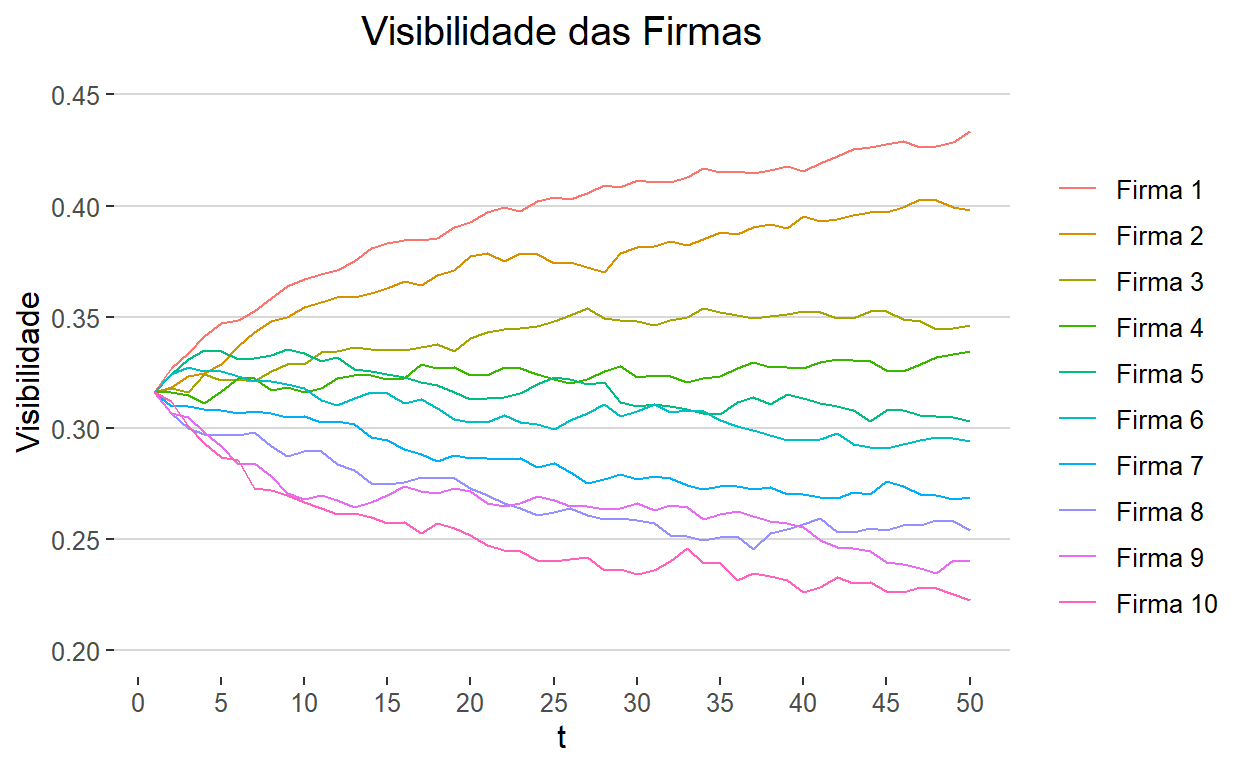 Visibilidade das Firmas
Visibilidade
0.45
0.40
0.35
0.30
0.25
0.20
0 5 10 15 20 25 30 35 40 45 50
t
Firma 1
Firma 2
Firma 3
Firma 4
Firma 5
Firma 6
Firma 7
Firma 8
Firma 9
Firma 10